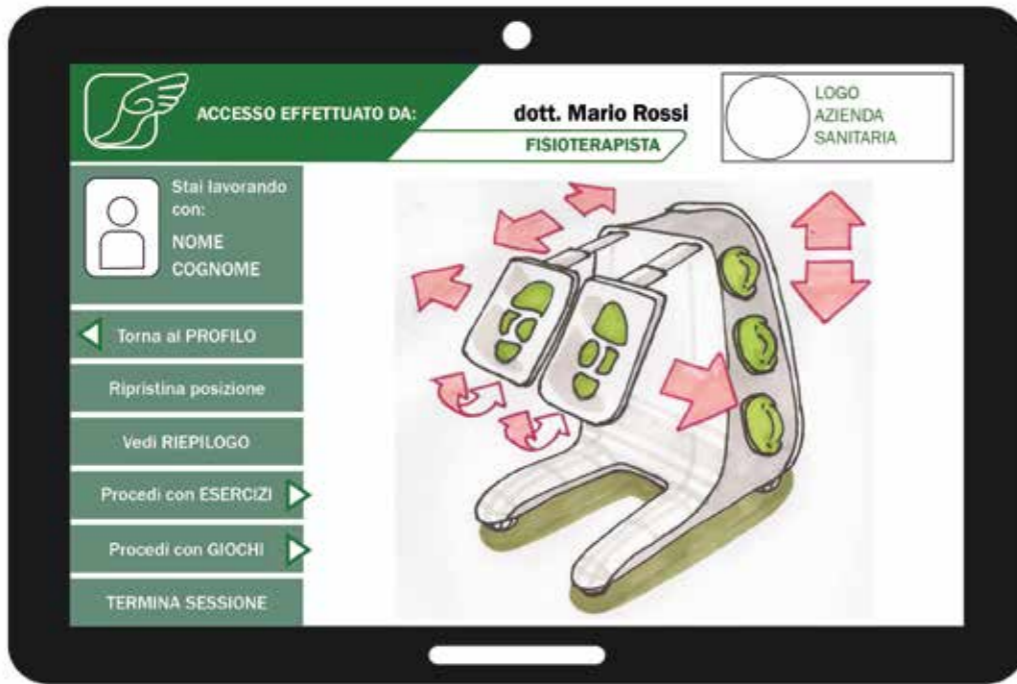 ACCESSO EFFETTUATO DA:
dott. Mario Rossi
FISIOTERAPISTA
LOGO
AZIENDA
SANITARIA
Stai lavorando
con:
NOME
COGNOME
Torna al PROFILO
Ripristina posizione
Vedi RIEPILOGO
Procedi con ESERCIZI
Procedi con GIOCHI
TERMINA SESSIONE